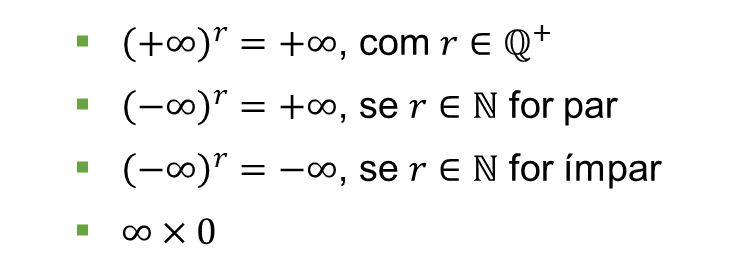 ▪ (+∞)^r = +∞, com r ∈ ℚ⁺
▪ (−∞)^r = +∞, se r ∈ ℕ for par
▪ (−∞)^r = −∞, se r ∈ ℕ for ímpar
▪ ∞ × 0